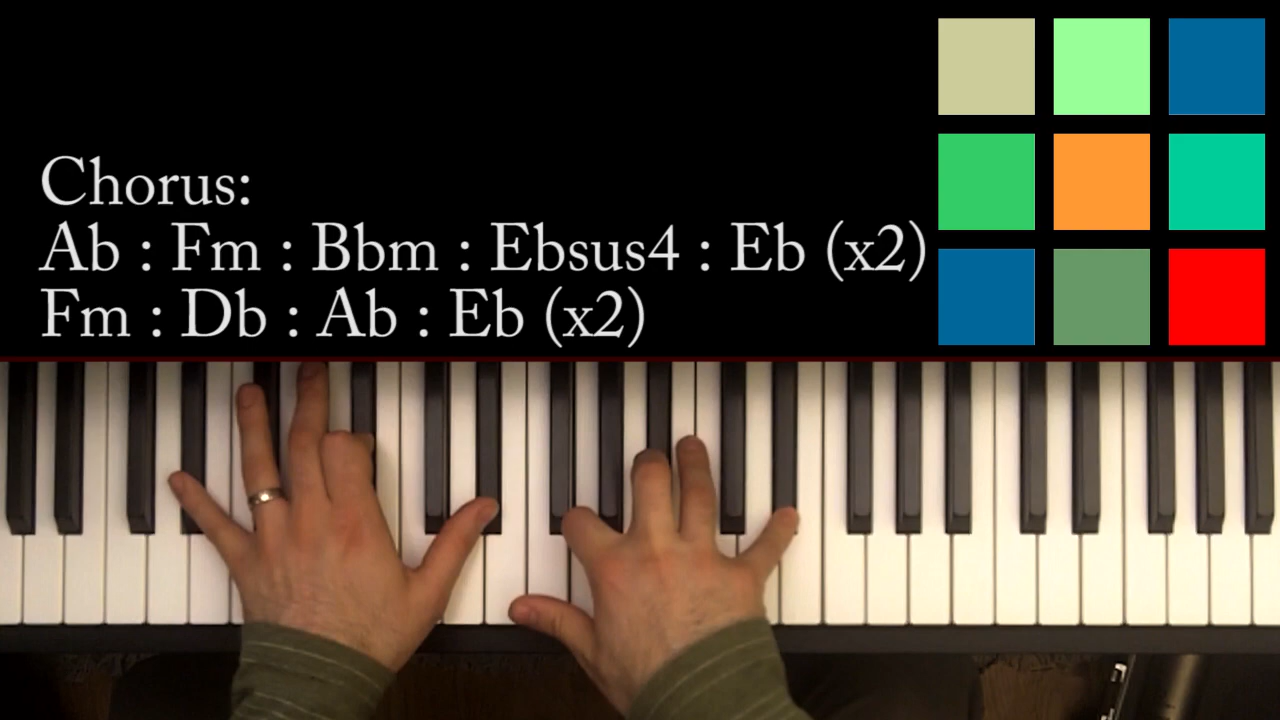 Chorus:
Ab : Fm : Bbm : Ebsus4 : Eb (x2)
Fm : Db : Ab : Eb (x2)